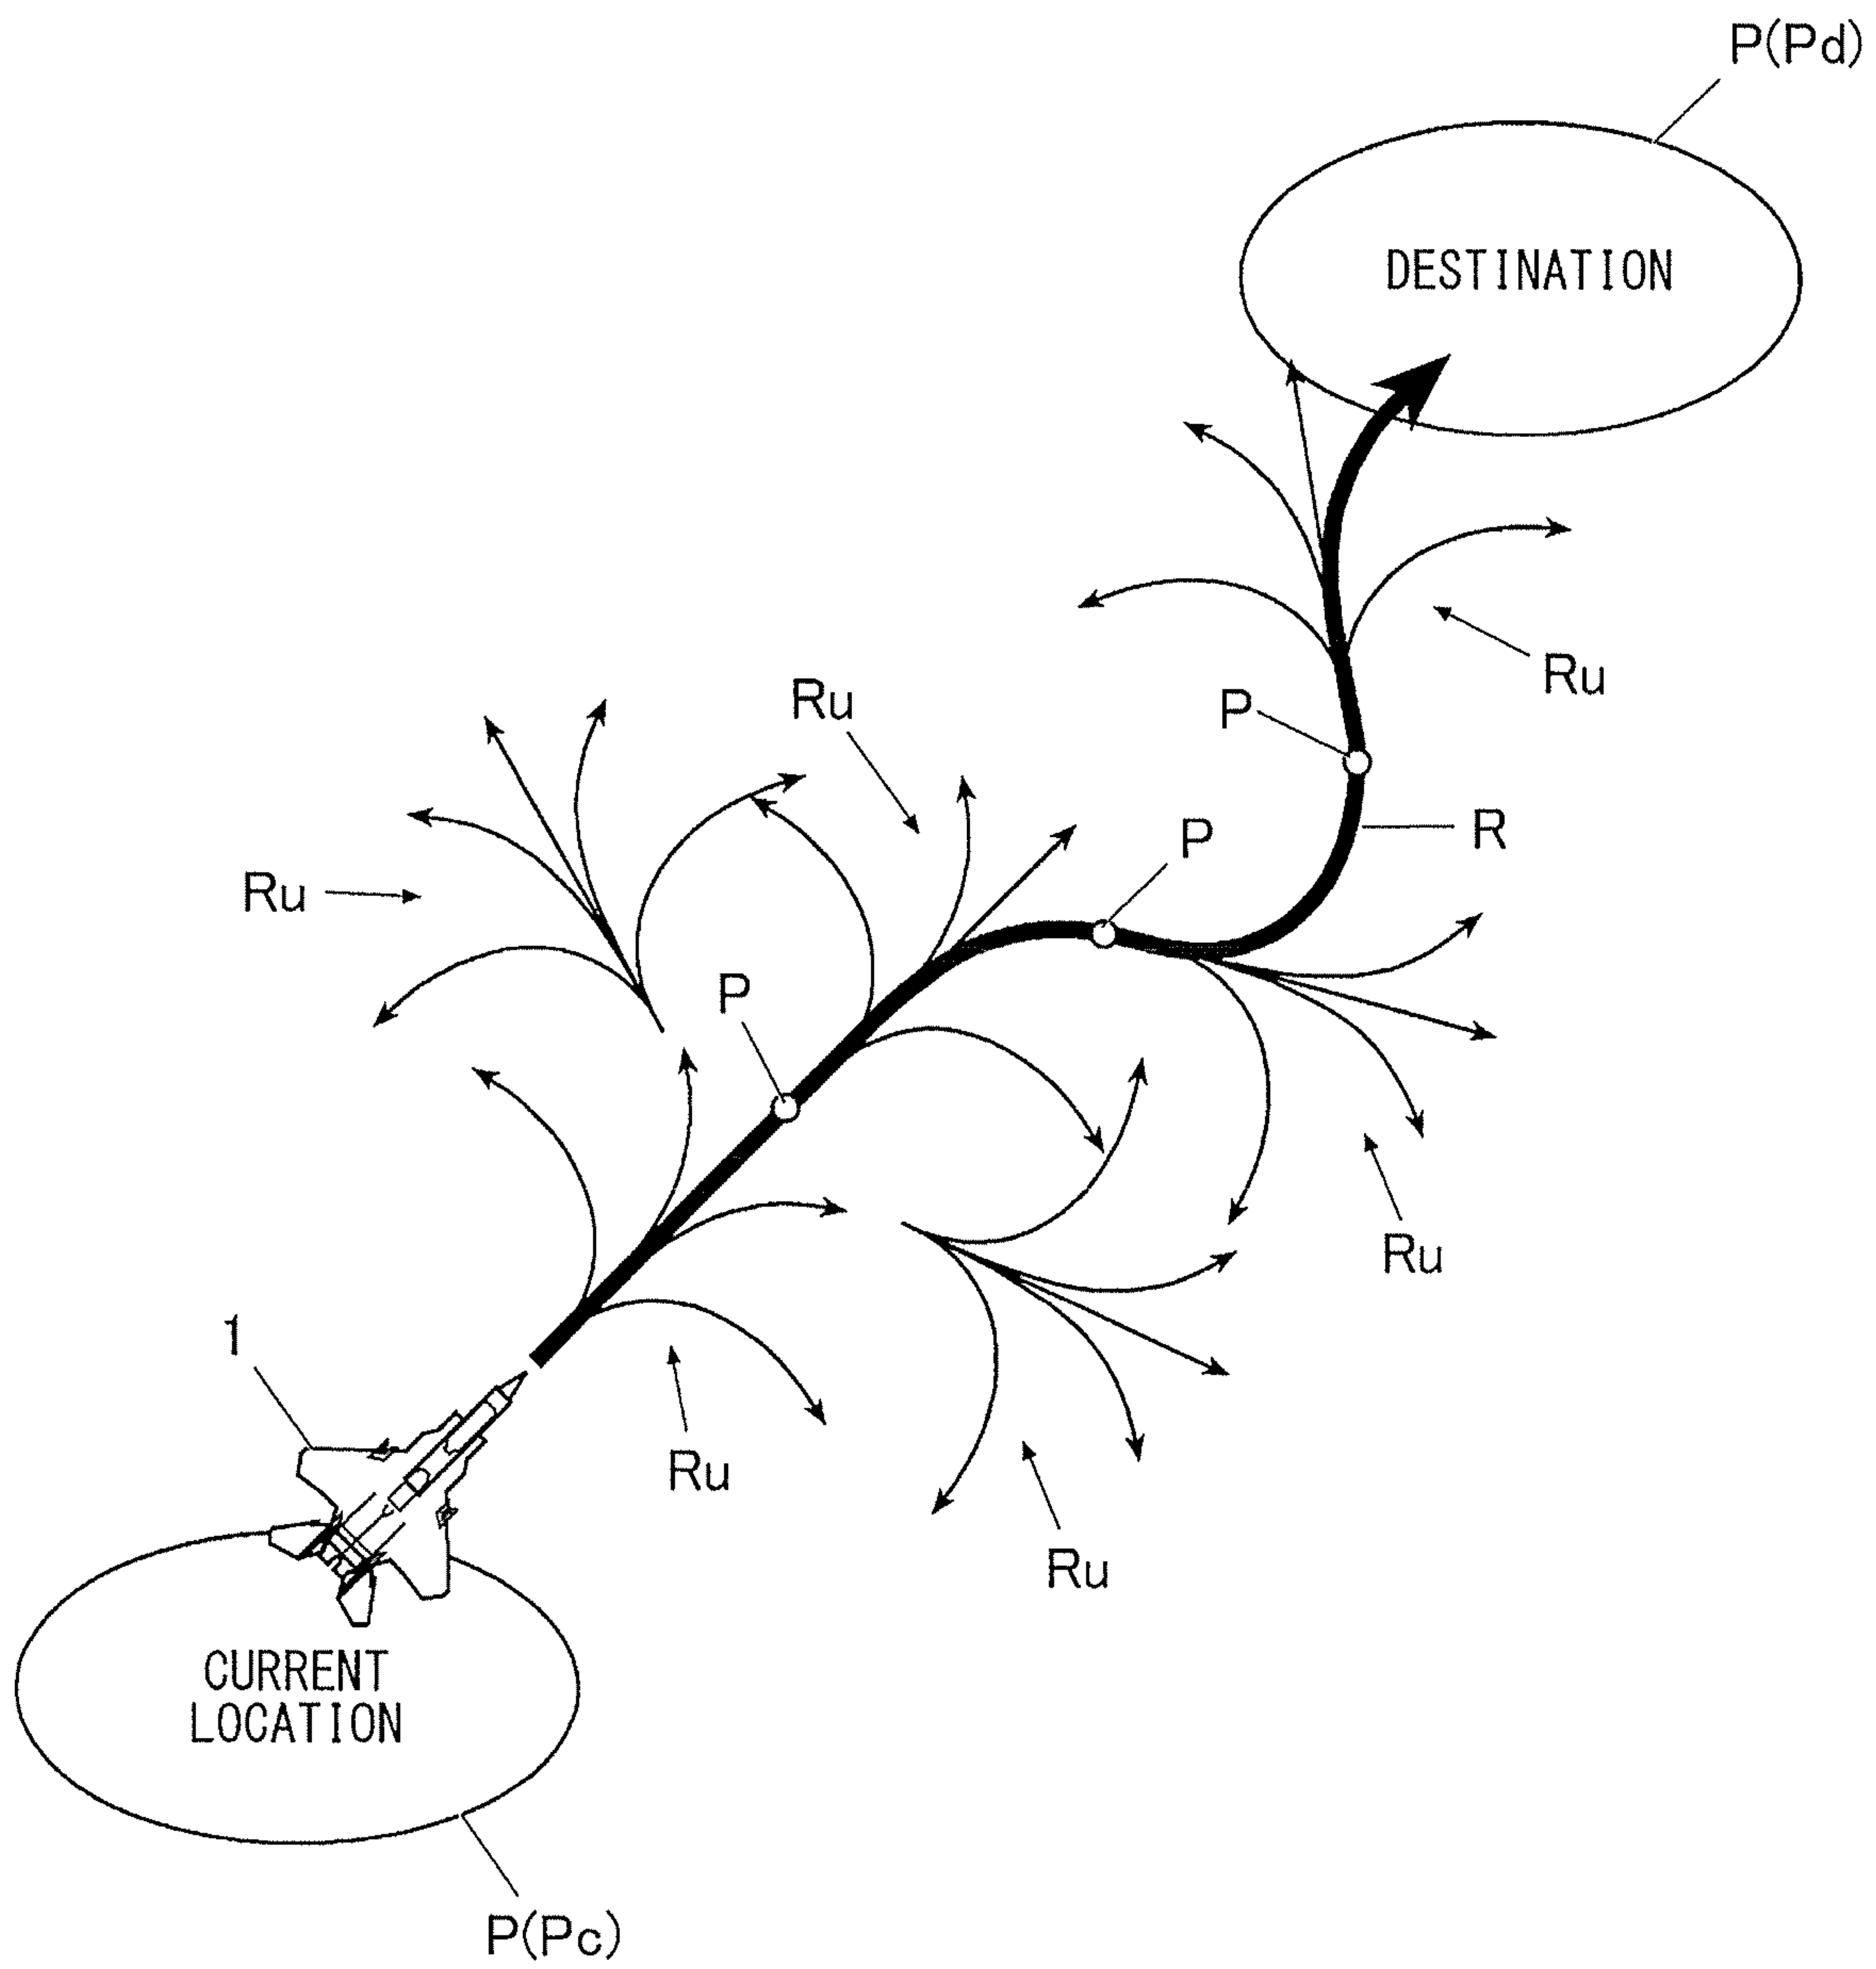 P(Pd)
DESTINATION
Ru
P
Ru
R
P
Ru
P
Ru
1
Ru
Ru
CURRENT
LOCATION
P(Pc)